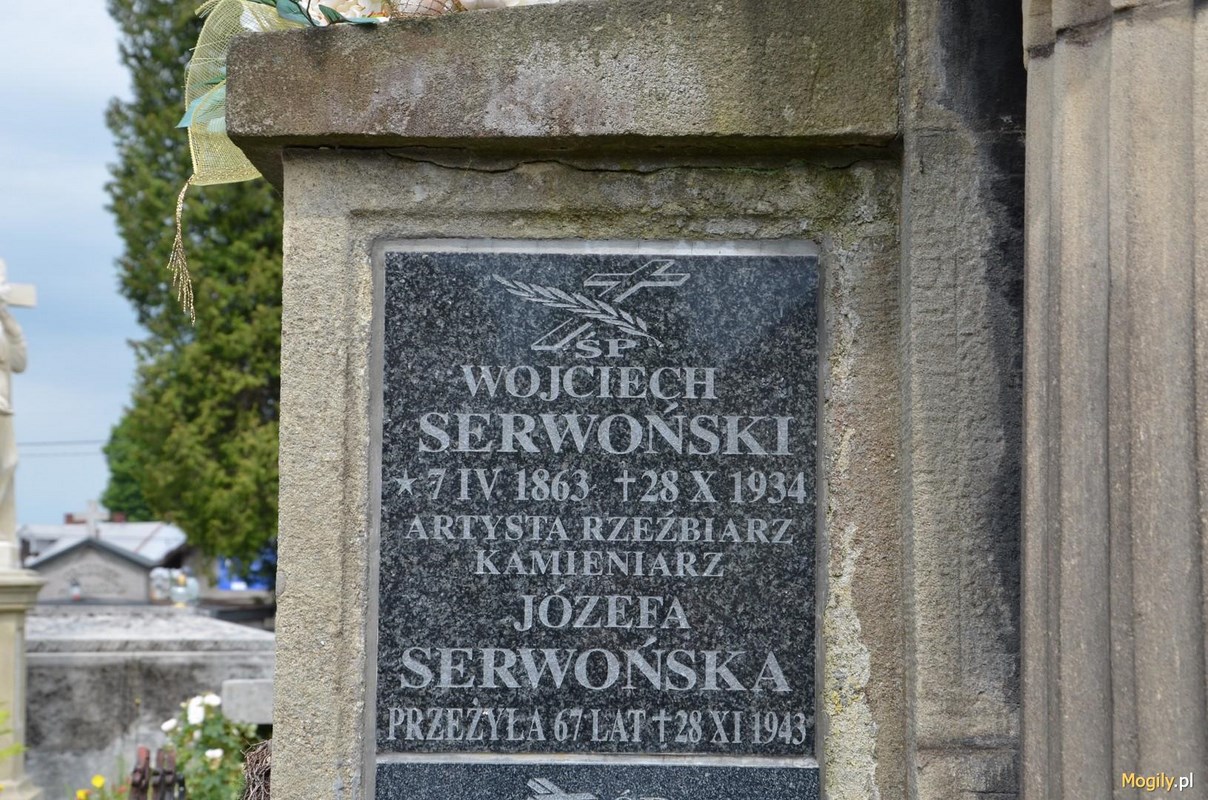 ŚP
WOJCIECH
SERWOŃSKI
★7 IV 1863 †28 X 1934
ARTYSTA RZEŹBIARZ
KAMIENIARZ
JÓZEFA
SERWOŃSKA
PRZEŻYŁA 67 LAT †28 XI 1943
Mogily.pl